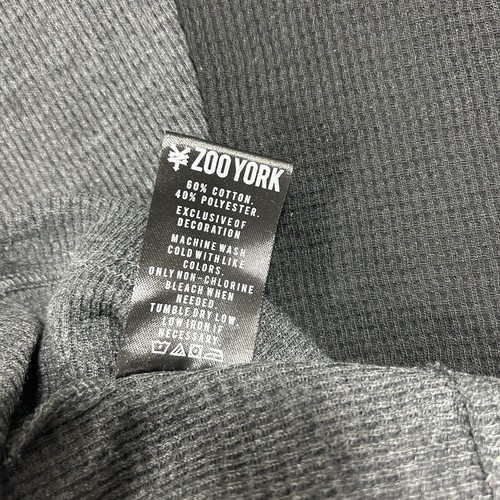 ZOO YORK
60% COTTON.
40% POLYESTER.
EXCLUSIVE OF
DECORATION
MACHINE WASH
COLD WITH LIKE
COLORS.
ONLY NON-CHLORINE
BLEACH WHEN
NEEDED.
TUMBLE DRY LOW.
LOW IRON IF
NECESSARY.